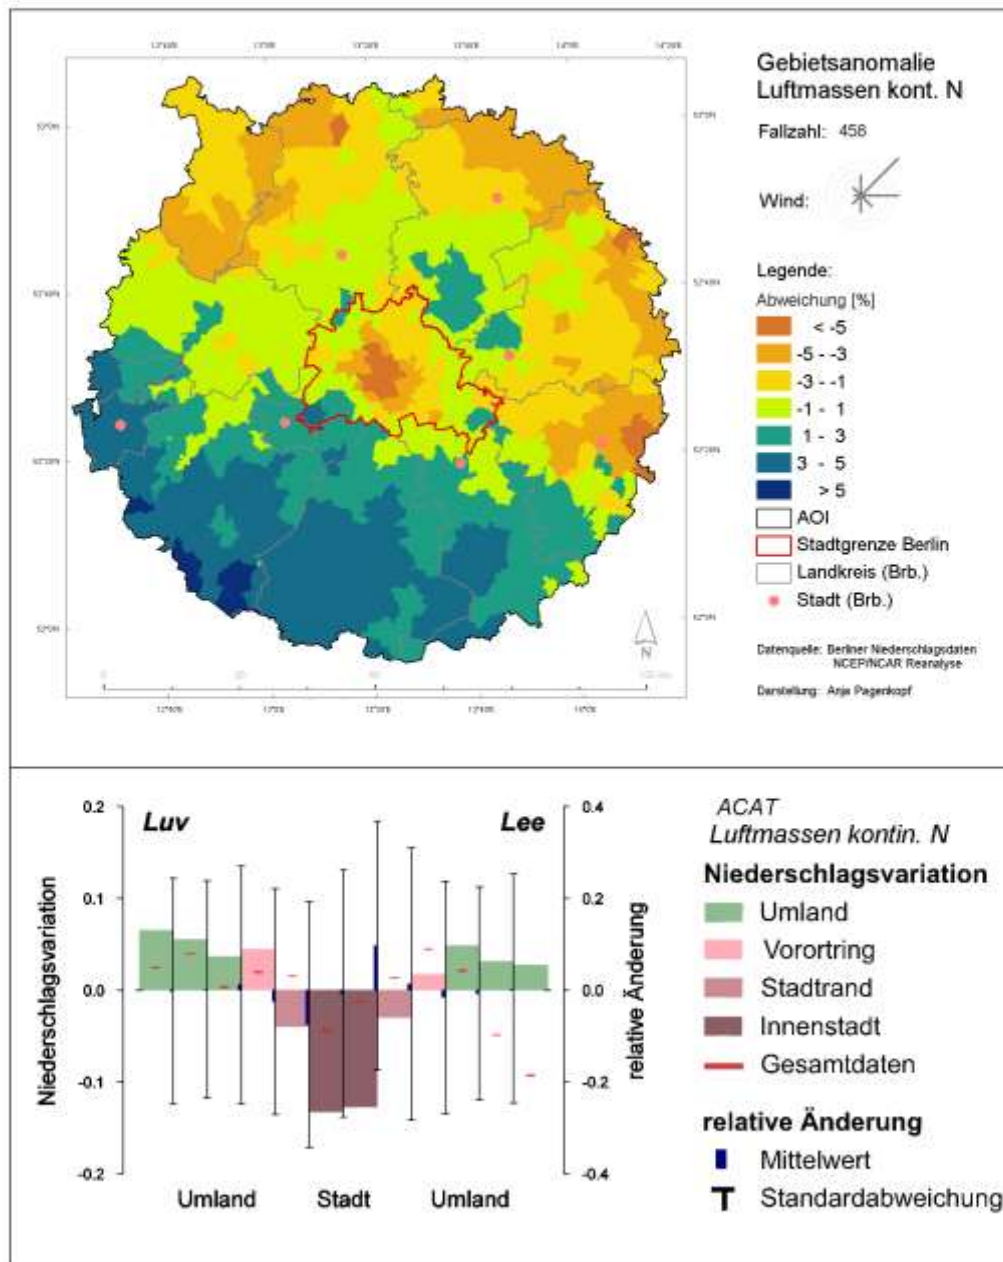 Gebietsanomalie
Luftmassen kont. N
Fallzahl: 458
Wind:
Legende:
Abweichung [%]
< -5
-5 - -3
-3 - -1
-1 - 1
1 - 3
3 - 5
> 5
AOI
Stadtgrenze Berlin
Landkreis (Brb.)
Stadt (Brb.)
N
Datenquelle: Berliner Niederschlagsdaten
NCEP/NCAR Reanalyse
Darstellung: Anja Pagenkopf
0.2
0.1
0.0
-0.1
-0.2
Niederschlagsvariation
Luv
Lee
0.4
0.2
0.0
-0.2
-0.4
relative Änderung
Umland
Stadt
Umland
ACAT
Luftmassen kontin. N
Niederschlagsvariation
Umland
Vorortring
Stadtrand
Innenstadt
Gesamtdaten
relative Änderung
Mittelwert
Standardabweichung